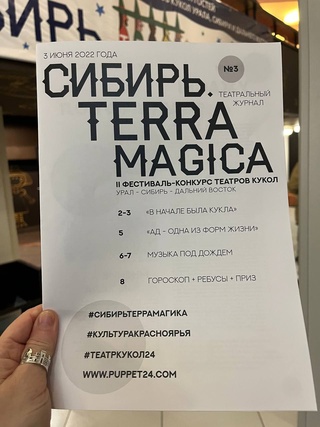 3 ИЮНЯ 2022 ГОДА
СИБИРЬ.
№3
ТЕАТРАЛЬНЫЙ
ЖУРНАЛ
TERRA
MAGICA
II ФЕСТИВАЛЬ-КОНКУРС ТЕАТРОВ КУКОЛ
УРАЛ - СИБИРЬ - ДАЛЬНИЙ ВОСТОК
2-3 «В НАЧАЛЕ БЫЛА КУКЛА»
5 «АД - ОДНА ИЗ ФОРМ ЖИЗНИ»
6-7 МУЗЫКА ПОД ДОЖДЕМ
8 ГОРОСКОП + РЕБУСЫ + ПРИЗ
#СИБИРЬТЕРРАМАГИКА
#КУЛЬТУРАКРАСНОЯРЬЯ
#ТЕАТРКУКОЛ24
WWW.PUPPET24.COM